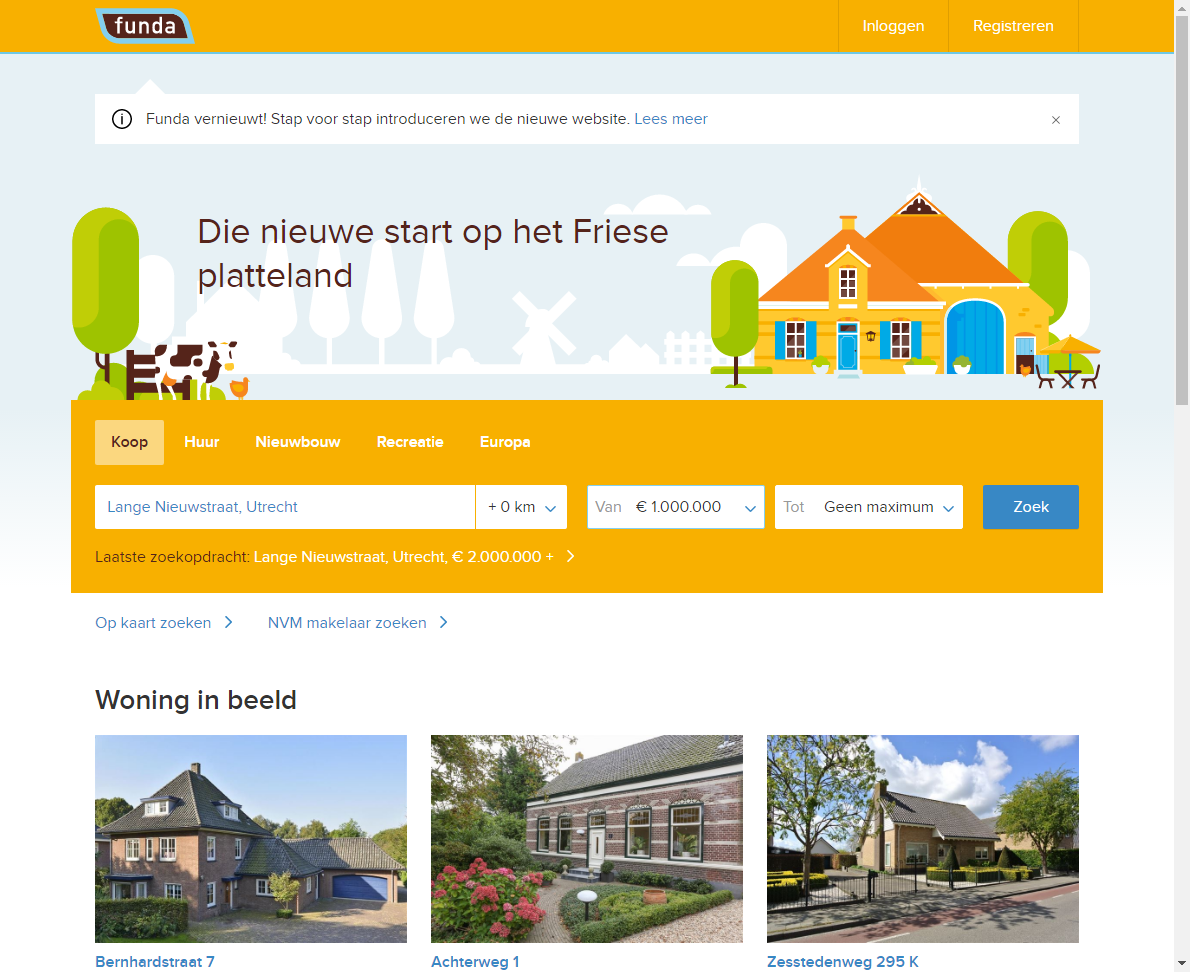 funda
Inloggen
Registreren
Funda vernieuwt! Stap voor stap introduceren we de nieuwe website. Lees meer
×
Die nieuwe start op het Friese
platteland
Koop
Huur
Nieuwbouw
Recreatie
Europa
Lange Nieuwstraat, Utrecht
+ 0 km
Van € 1.000.000
Tot Geen maximum
Zoek
Laatste zoekopdracht: Lange Nieuwstraat, Utrecht, € 2.000.000 +
Op kaart zoeken
NVM makelaar zoeken
Woning in beeld
Bernhardstraat 7
Achterweg 1
Zesstedenweg 295 K